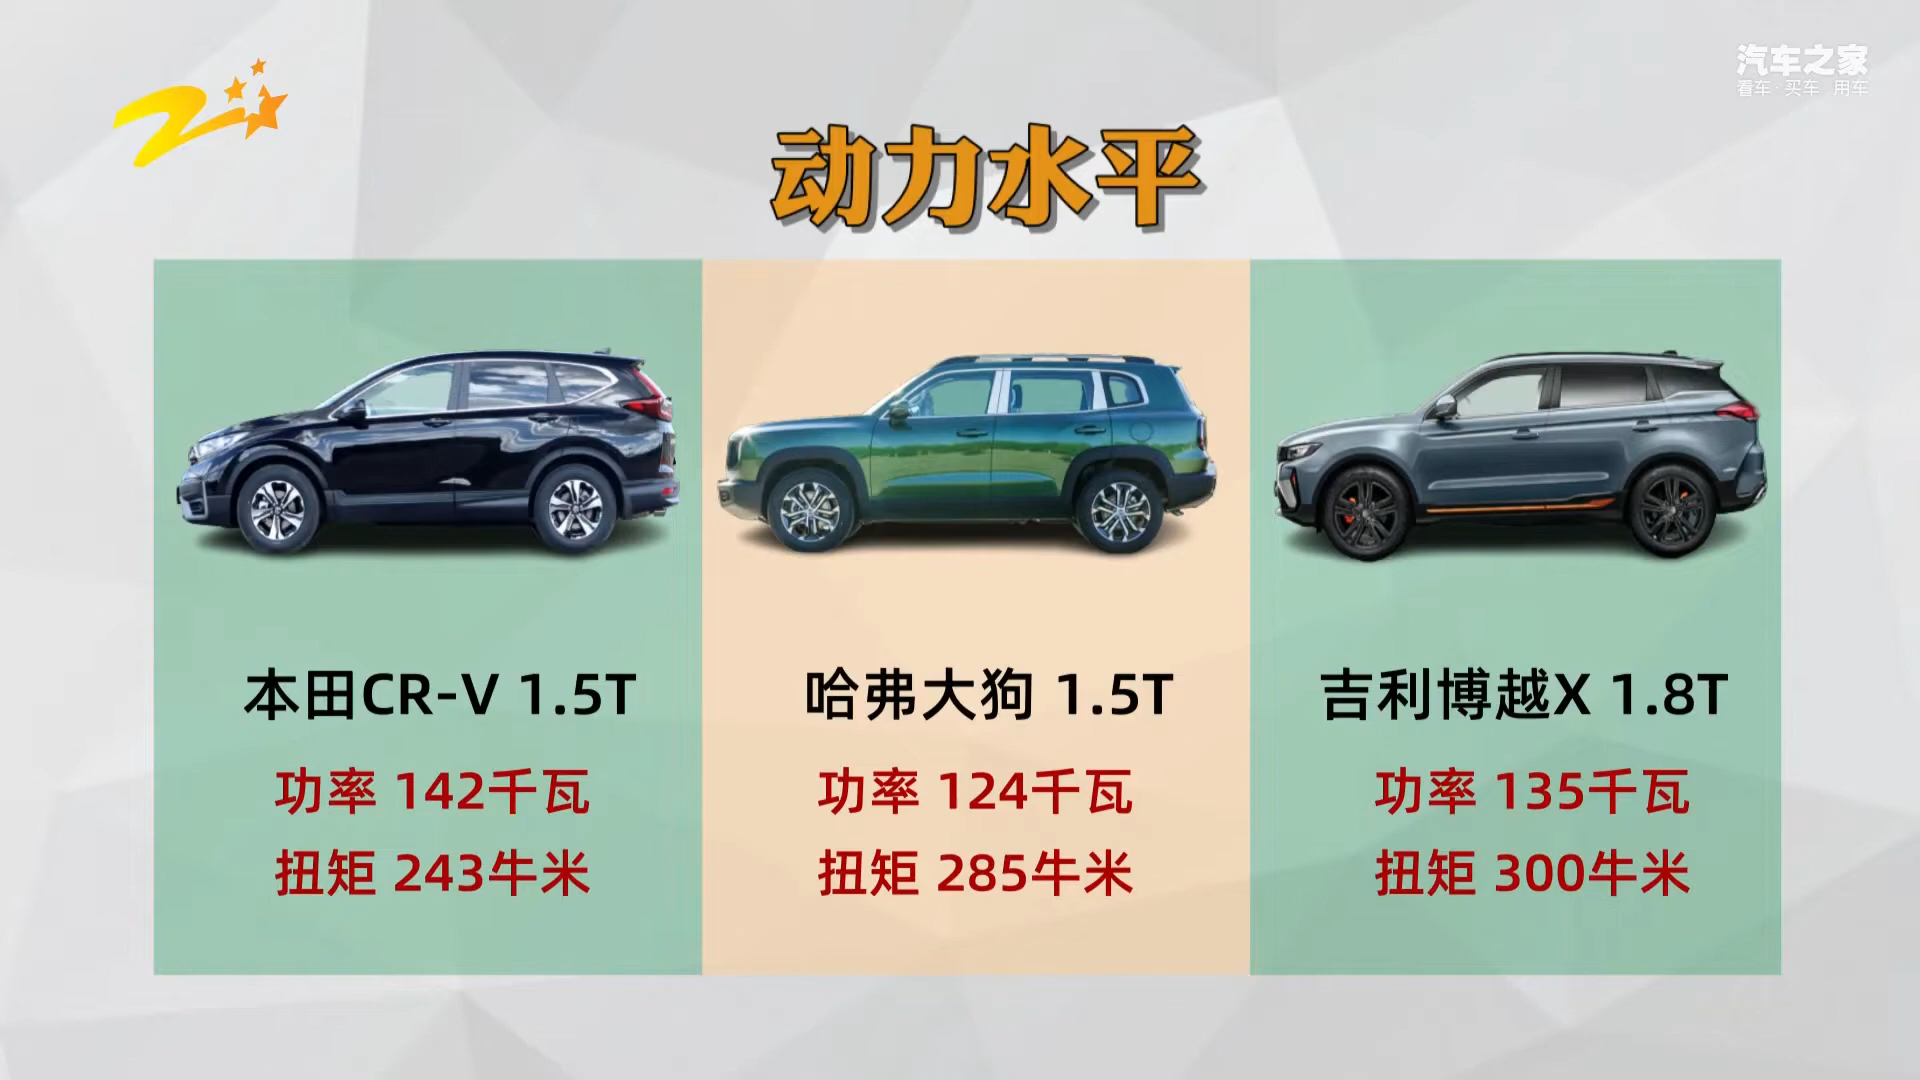 汽车之家
看车·买车 用车
动力水平
本田CR-V 1.5T
功率 142千瓦
扭矩 243牛米
哈弗大狗 1.5T
功率 124千瓦
扭矩 285牛米
吉利博越X 1.8T
功率 135千瓦
扭矩 300牛米